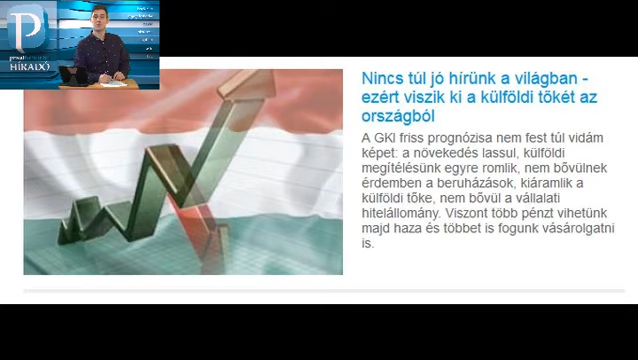 P
HÍRADÓ
Nincs túl jó hírünk a világban -
ezért viszik ki a külföldi tőkét az
országból
A GKI friss prognózisa nem fest túl vidám
képet: a növekedés lassul, külföldi
megítélésünk egyre romlik, nem bővülnek
érdemben a beruházások, kiáramlik a
külföldi tőke, nem bővül a vállalati
hitelállomány. Viszont több pénzt vihetünk
majd haza és többet is fogunk vásárolgatni
is.